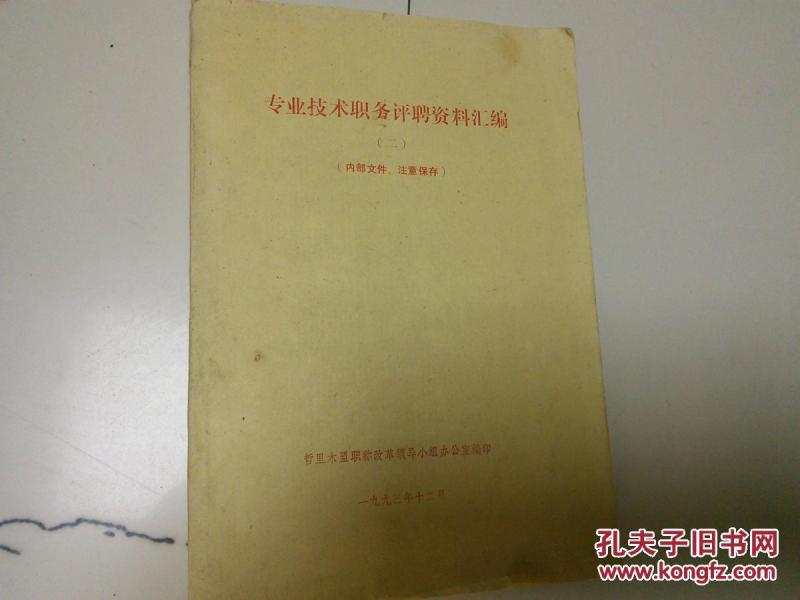 专业技术职务评聘资料汇编
（二）
（内部文件、注意保存）
哲里木盟职称改革领导小组办公室编印
一九九三年十二月
孔夫子旧书网
www.kongfz.com